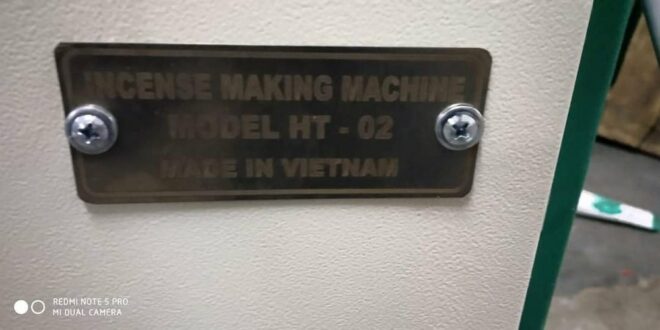 INCENSE MAKING MACHINE
MODEL HT - 02
MADE IN VIETNAM
REDMI NOTE 5 PRO
MI DUAL CAMERA